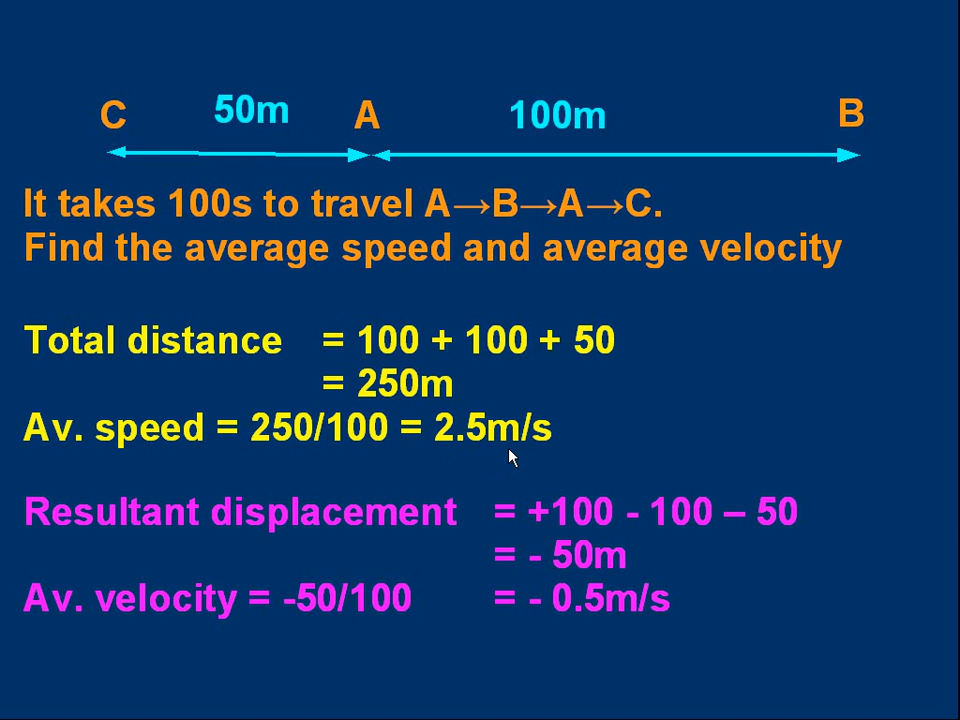 C 50m A 100m B
It takes 100s to travel A→B→A→C.
Find the average speed and average velocity
Total distance = 100 + 100 + 50
= 250m
Av. speed = 250/100 = 2.5m/s
Resultant displacement = +100 - 100 – 50
= - 50m
Av. velocity = -50/100 = - 0.5m/s